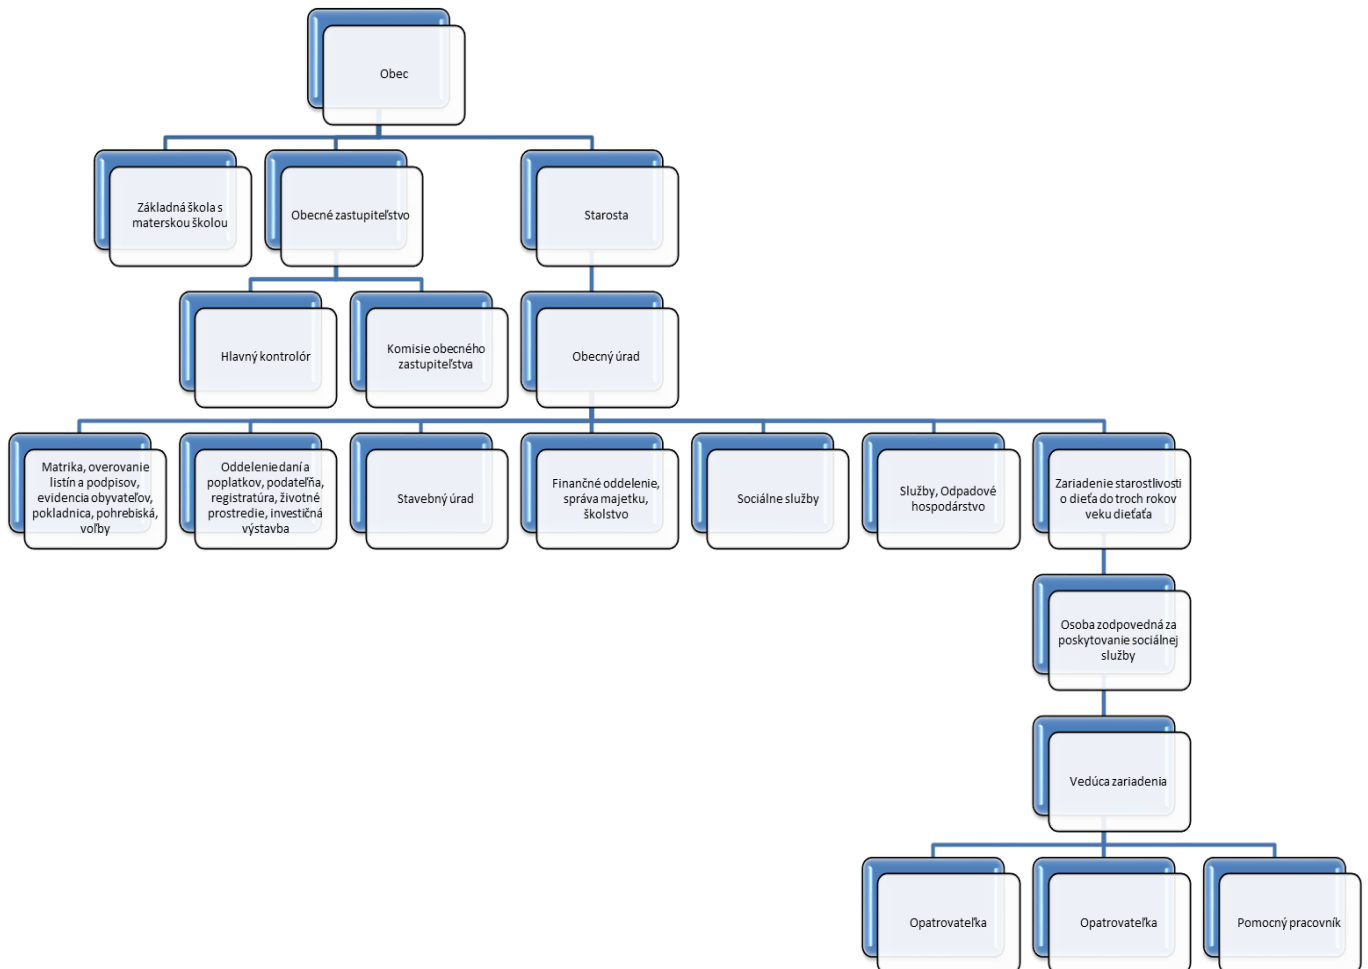 Obec
Základná škola s
materskou školou
Obecné zastupiteľstvo
Starosta
Hlavný kontrolór
Komisie obecného
zastupiteľstva
Obecný úrad
Matrika, overovanie
listín a podpisov,
evidencia obyvateľov,
pokladnica, pohrebiská,
voľby
Oddelenie daní a
poplatkov, podateľňa,
registratúra, životné
prostredie, investičná
výstavba
Stavebný úrad
Finančné oddelenie,
správa majetku,
školstvo
Sociálne služby
Služby, Odpadové
hospodárstvo
Zariadenie starostlivosti
o dieťa do troch rokov
veku dieťaťa
Osoba zodpovedná za
poskytovanie sociálnej
služby
Vedúca zariadenia
Opatrovateľka
Opatrovateľka
Pomocný pracovník